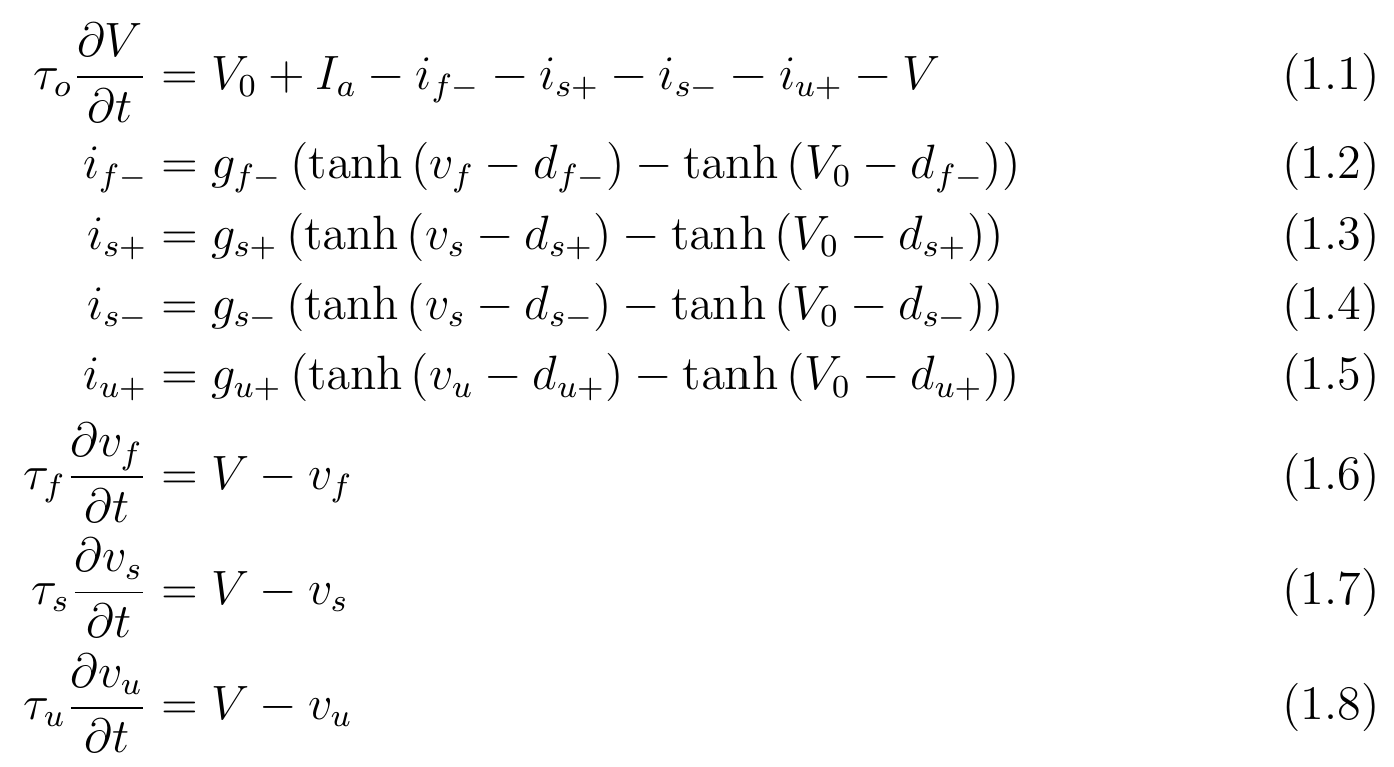 τ_o ∂V/∂t = V_0 + I_a − i_{f−} − i_{s+} − i_{s−} − i_{u+} − V (1.1)
i_{f−} = g_{f−} (tanh (v_f − d_{f−}) − tanh (V_0 − d_{f−})) (1.2)
i_{s+} = g_{s+} (tanh (v_s − d_{s+}) − tanh (V_0 − d_{s+})) (1.3)
i_{s−} = g_{s−} (tanh (v_s − d_{s−}) − tanh (V_0 − d_{s−})) (1.4)
i_{u+} = g_{u+} (tanh (v_u − d_{u+}) − tanh (V_0 − d_{u+})) (1.5)
τ_f ∂v_f/∂t = V − v_f (1.6)
τ_s ∂v_s/∂t = V − v_s (1.7)
τ_u ∂v_u/∂t = V − v_u (1.8)